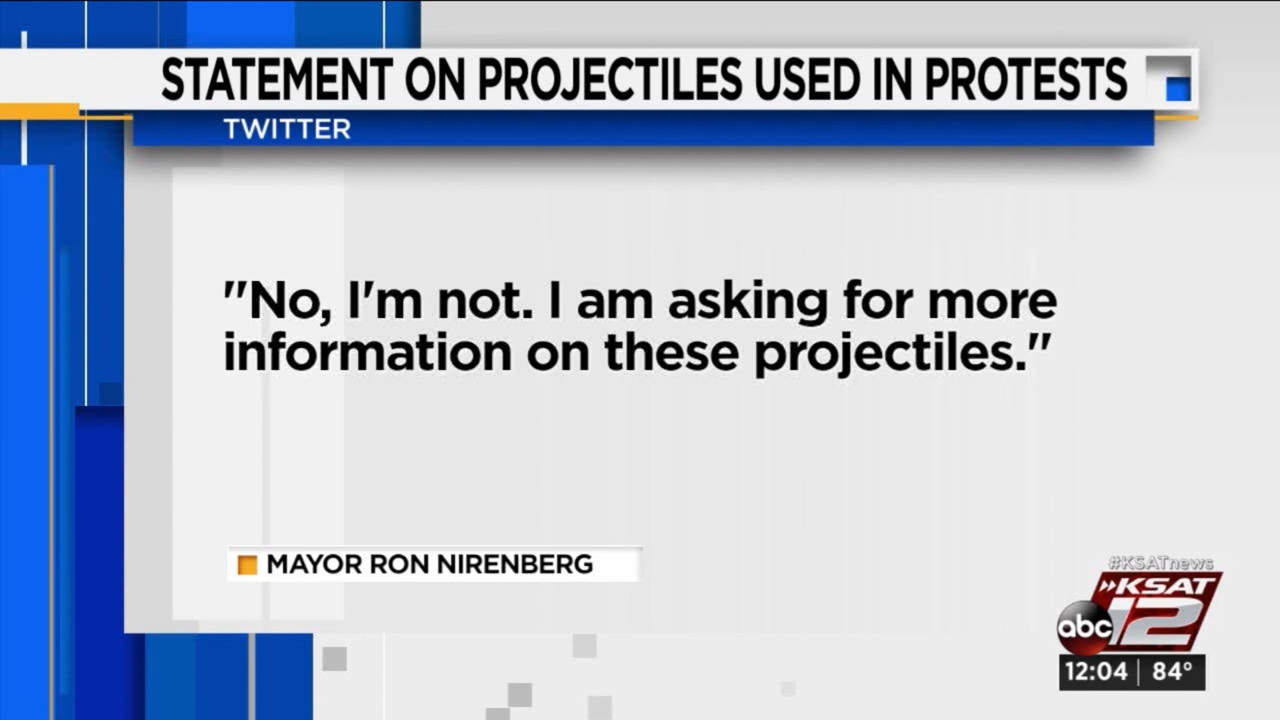 STATEMENT ON PROJECTILES USED IN PROTESTS
TWITTER
"No, I'm not. I am asking for more
information on these projectiles."
MAYOR RON NIRENBERG
#KSATnews
KSAT
abc 12
12:04 | 84°